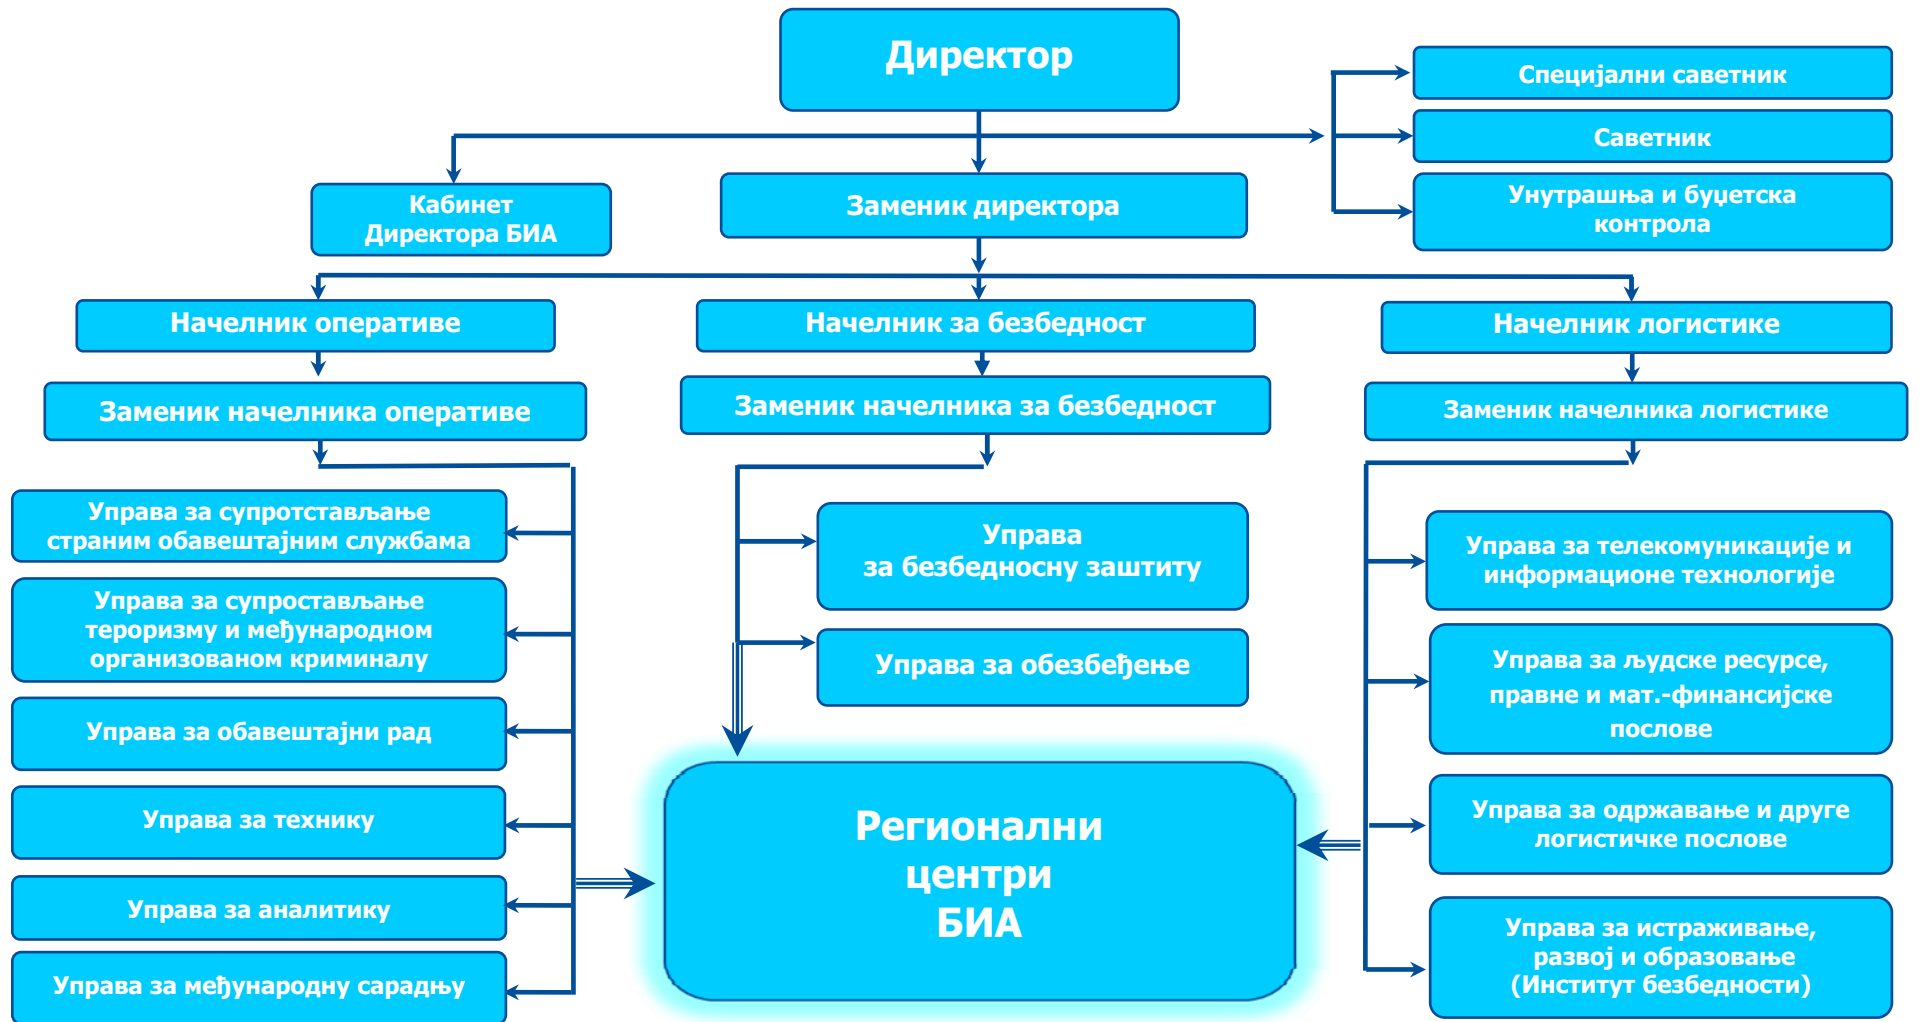 Директор
Специјални саветник
Саветник
Унутрашња и буџетска
контрола
Кабинет
Директора БИА
Заменик директора
Начелник оперативе
Начелник за безбедност
Начелник логистике
Заменик начелника оперативе
Заменик начелника за безбедност
Заменик начелника логистике
Управа за супротстављање
страним обавештајним службама
Управа за супростављање
тероризму и међународном
организованом криминалу
Управа за обавештајни рад
Управа за технику
Управа за аналитику
Управа за међународну сарадњу
Управа
за безбедносну заштиту
Управа за обезбеђење
Регионални
центри
БИА
Управа за телекомуникације и
информационе технологије
Управа за људске ресурсе,
правне и мат.-финансијске
послове
Управа за одржавање и друге
логистичке послове
Управа за истраживање,
развој и образовање
(Институт безбедности)